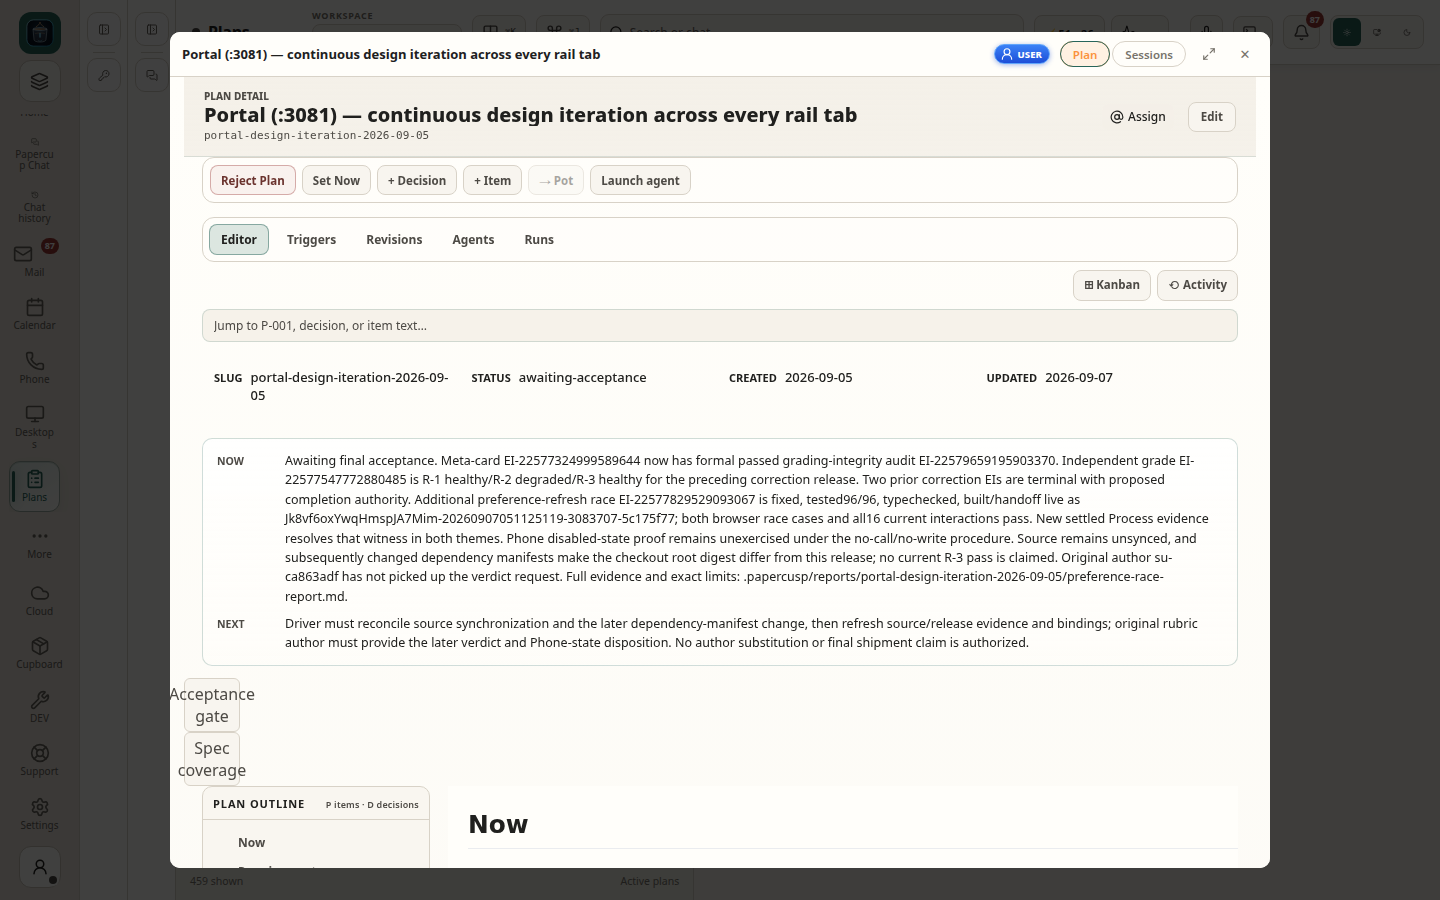 WORKSPACE
Plans
Search or chat
87
Papercu
p Chat
Chat
history
87
Mail
Calendar
Phone
Desktop
s
Plans
More
Cloud
Cupboard
DEV
Support
Settings
Portal (:3081) — continuous design iteration across every rail tab
USER
Plan
Sessions
PLAN DETAIL
Portal (:3081) — continuous design iteration across every rail tab
portal-design-iteration-2026-09-05
@ Assign
Edit
Reject Plan
Set Now
+ Decision
+ Item
→ Pot
Launch agent
Editor
Triggers
Revisions
Agents
Runs
⊞ Kanban
⟲ Activity
Jump to P-001, decision, or item text...
SLUG portal-design-iteration-2026-09-
05
STATUS awaiting-acceptance
CREATED 2026-09-05
UPDATED 2026-09-07
NOW
Awaiting final acceptance. Meta-card EI-22577324999589644 now has formal passed grading-integrity audit EI-22579659195903370. Independent grade EI-
22577547772880485 is R-1 healthy/R-2 degraded/R-3 healthy for the preceding correction release. Two prior correction EIs are terminal with proposed
completion authority. Additional preference-refresh race EI-22577829529093067 is fixed, tested96/96, typechecked, built/handoff live as
Jk8vf6oxYwqHmspJA7Mim-20260907051125119-3083707-5c175f77; both browser race cases and all16 current interactions pass. New settled Process evidence
resolves that witness in both themes. Phone disabled-state proof remains unexercised under the no-call/no-write procedure. Source remains unsynced, and
subsequently changed dependency manifests make the checkout root digest differ from this release; no current R-3 pass is claimed. Original author su-
ca863adf has not picked up the verdict request. Full evidence and exact limits: .papercusp/reports/portal-design-iteration-2026-09-05/preference-race-
report.md.
NEXT
Driver must reconcile source synchronization and the later dependency-manifest change, then refresh source/release evidence and bindings; original rubric
author must provide the later verdict and Phone-state disposition. No author substitution or final shipment claim is authorized.
Acceptance
gate
Spec
coverage
PLAN OUTLINE
P items · D decisions
Now
Now
459 shown
Active plans